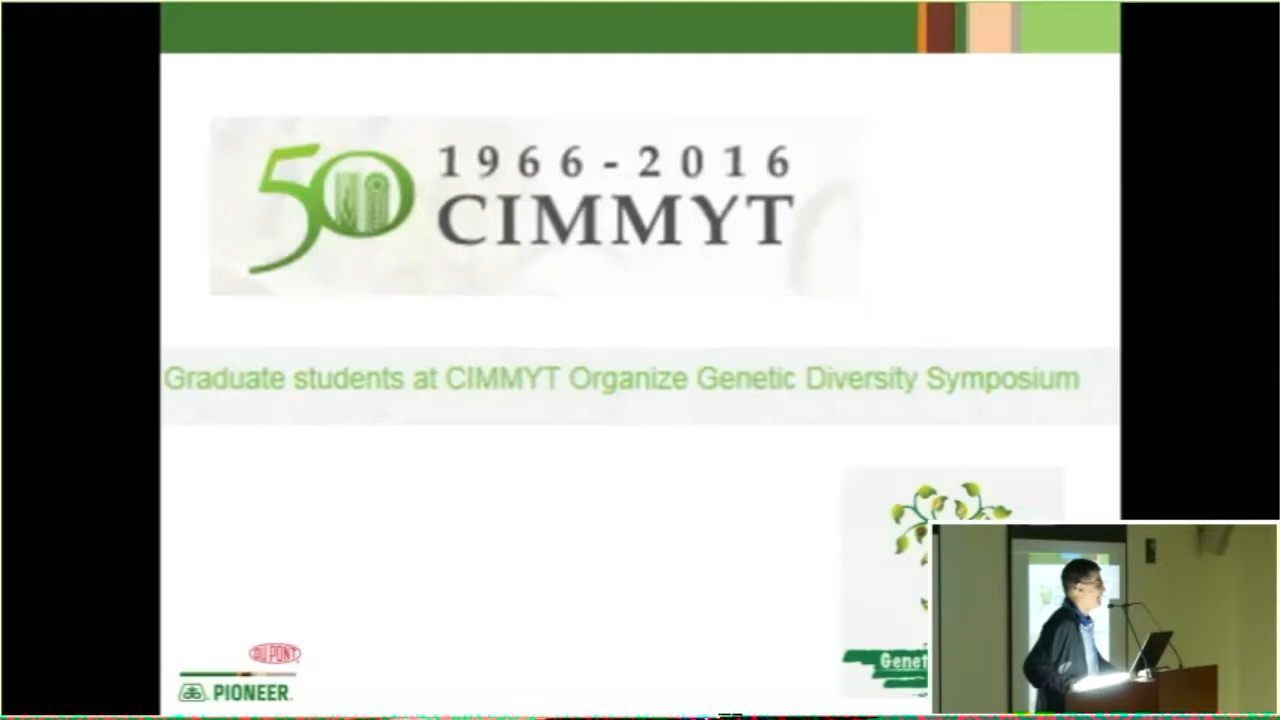 50
1966-2016
CIMMYT
Graduate students at CIMMYT Organize Genetic Diversity Symposium
DUPONT
PIONEER
Genet